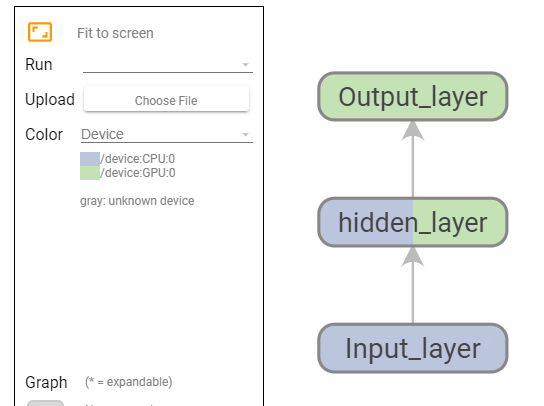 Fit to screen
Run
Upload Choose File
Color Device
/device:CPU:0
/device:GPU:0
gray: unknown device
Graph (* = expandable)
Output_layer
hidden_layer
Input_layer